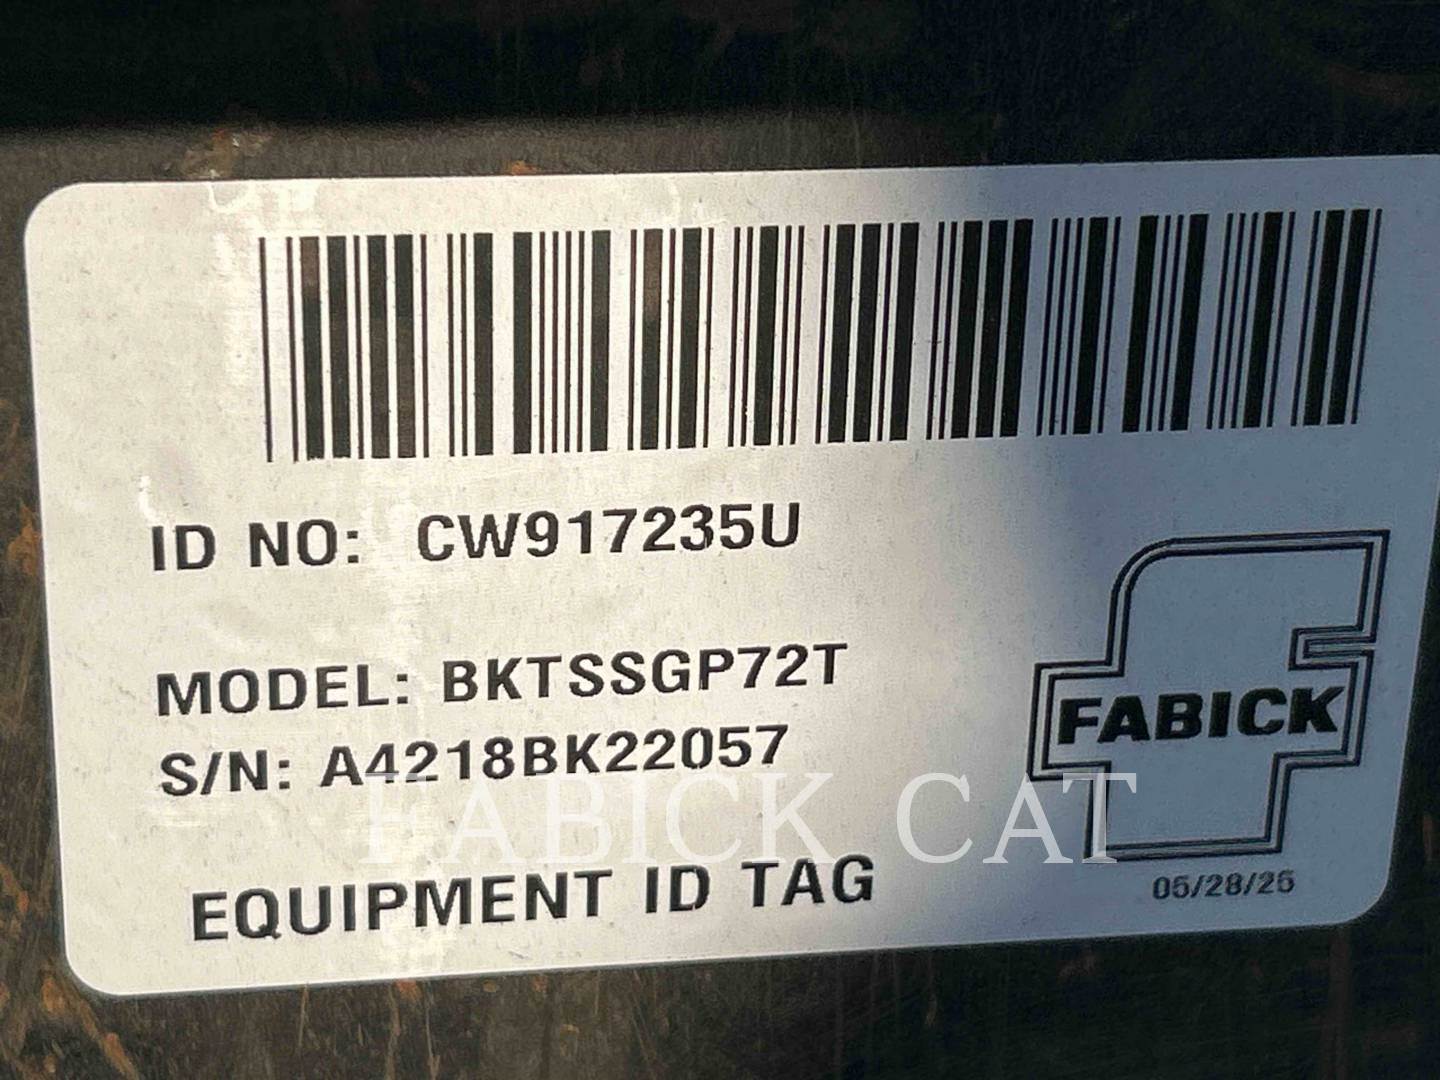 ID NO: CW917235U
MODEL: BKTSSGP72T
S/N: A4218BK22057
FABICK
FABICK CAT
EQUIPMENT ID TAG
05/28/25